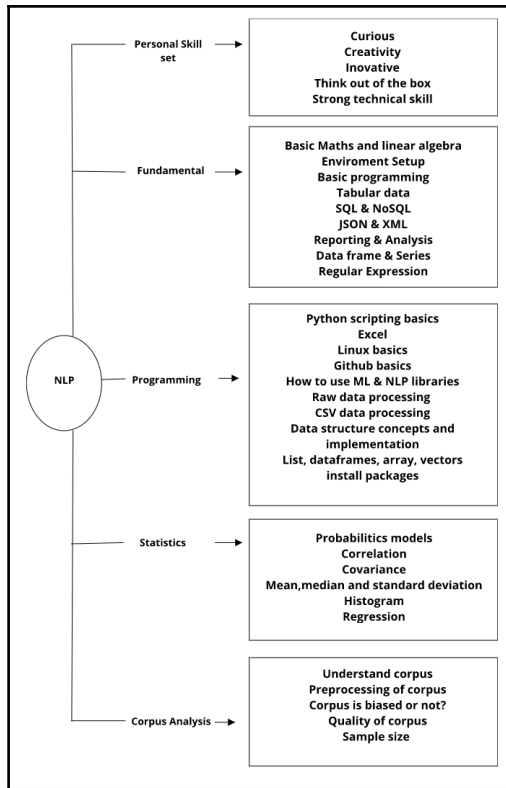 NLP
Personal Skill
set
Curious
Creativity
Inovative
Think out of the box
Strong technical skill
Fundamental
Basic Maths and linear algebra
Enviroment Setup
Basic programming
Tabular data
SQL & NoSQL
JSON & XML
Reporting & Analysis
Data frame & Series
Regular Expression
Programming
Python scripting basics
Excel
Linux basics
Github basics
How to use ML & NLP libraries
Raw data processing
CSV data processing
Data structure concepts and
implementation
List, dataframes, array, vectors
install packages
Statistics
Probabilitics models
Correlation
Covariance
Mean,median and standard deviation
Histogram
Regression
Corpus Analysis
Understand corpus
Preprocessing of corpus
Corpus is biased or not?
Quality of corpus
Sample size